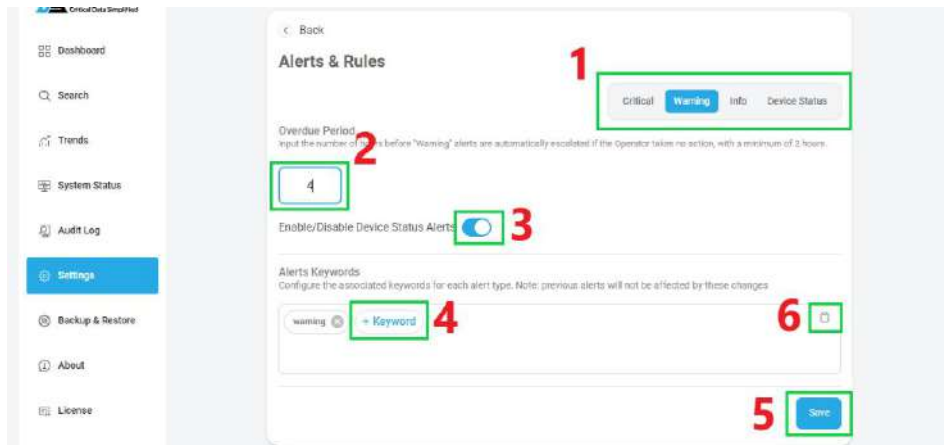 Critical Data Simplified
Dashboard
Search
Trends
System Status
Audit Log
Settings
Backup & Restore
About
License
< Back
Alerts & Rules
1
Critical Warning Info Device Status
Overdue Period
Input the number of hours before "Warning" alerts are automatically escalated if the Operator takes no action, with a minimum of 2 hours.
2
4
Enable/Disable Device Status Alerts
3
Alerts Keywords
Configure the associated keywords for each alert type. Note: previous alerts will not be affected by these changes
warning + Keyword
4
6
5
Save